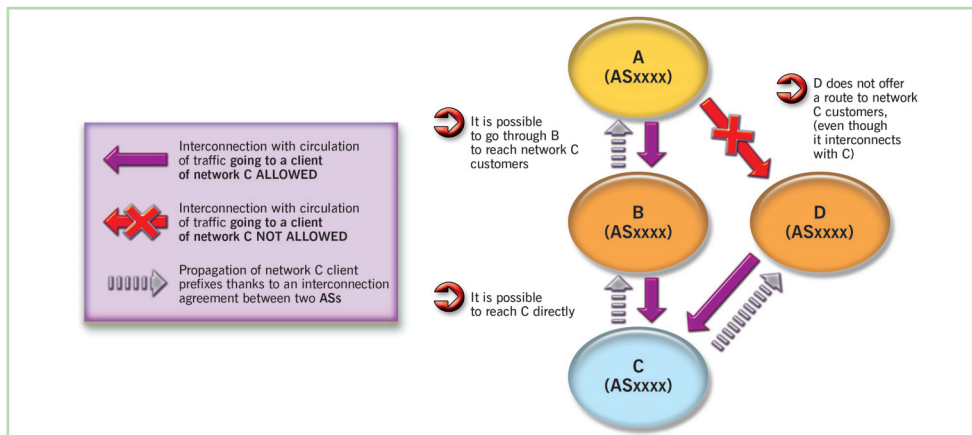 Interconnection with circulation
of traffic going to a client
of network C ALLOWED
Interconnection with circulation
of traffic going to a client
of network C NOT ALLOWED
Propagation of network C client
prefixes thanks to an interconnection
agreement between two ASs
It is possible
to go through B
to reach network C
customers
It is possible
to reach C directly
A
(ASxxxx)
B
(ASxxxx)
C
(ASxxxx)
D
(ASxxxx)
D does not offer
a route to network
C customers,
(even though
it interconnects
with C)